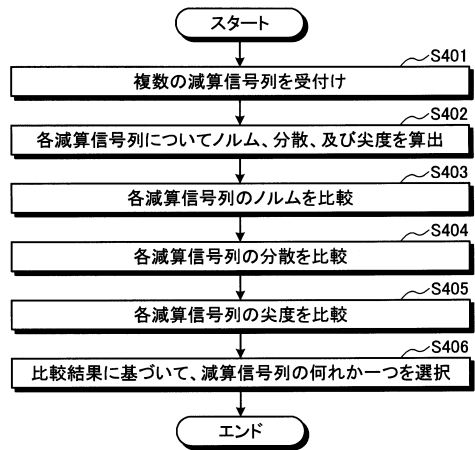 スタート
S401
複数の減算信号列を受付け
S402
各減算信号列についてノルム、分散、及び尖度を算出
S403
各減算信号列のノルムを比較
S404
各減算信号列の分散を比較
S405
各減算信号列の尖度を比較
S406
比較結果に基づいて、減算信号列の何れか一つを選択
エンド